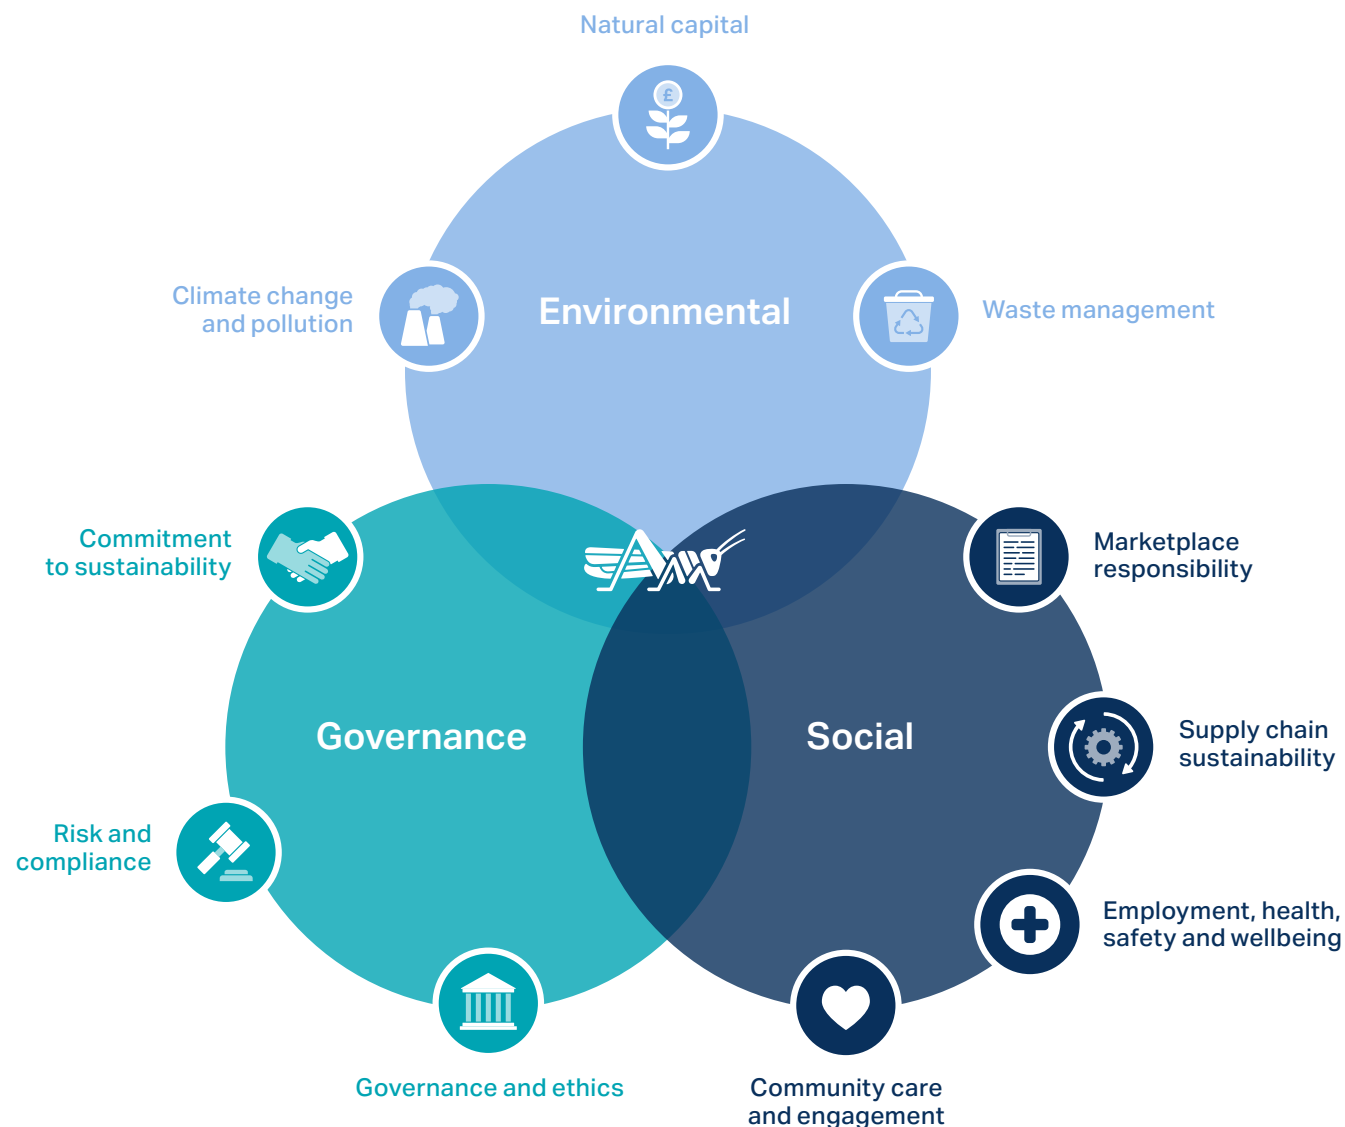 Natural capital
£
Climate change
and pollution
Environmental
Waste management
Commitment
to sustainability
Marketplace
responsibility
Governance
Social
Supply chain
sustainability
Risk and
compliance
Employment, health,
safety and wellbeing
Governance and ethics
Community care
and engagement